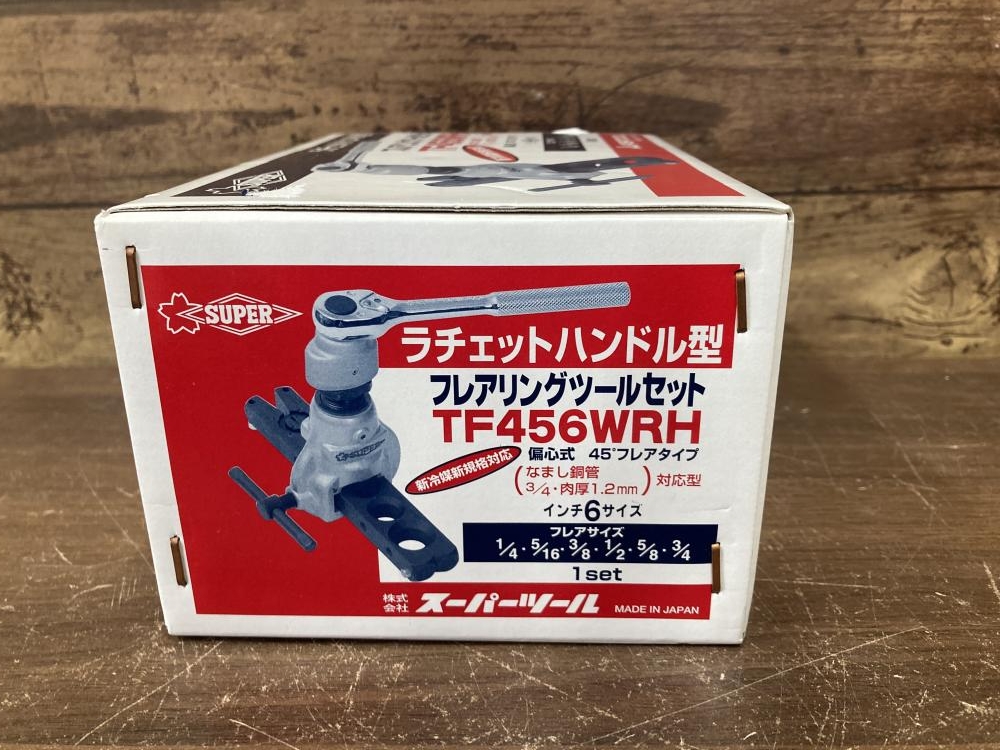 SUPER
ラチェットハンドル型
フレアリングツールセット
TF456WRH
新冷媒新規格対応
偏心式 45°フレアタイプ
(なまし銅管
3/4・肉厚1.2mm)対応型
インチ6サイズ
フレアサイズ
1/4・5/16・3/8・1/2・5/8・3/4
1set
株式会社 スーパーツール
MADE IN JAPAN